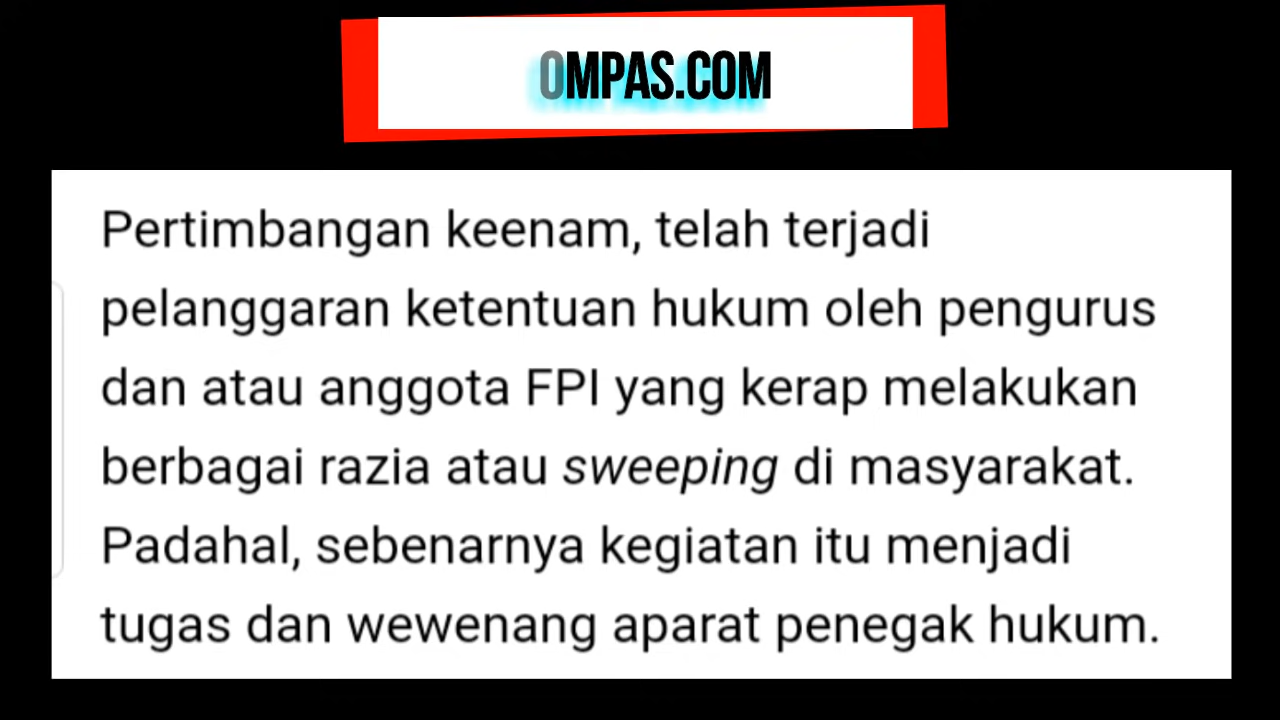 OMPAS.COM
Pertimbangan keenam, telah terjadi
pelanggaran ketentuan hukum oleh pengurus
dan atau anggota FPI yang kerap melakukan
berbagai razia atau sweeping di masyarakat.
Padahal, sebenarnya kegiatan itu menjadi
tugas dan wewenang aparat penegak hukum.